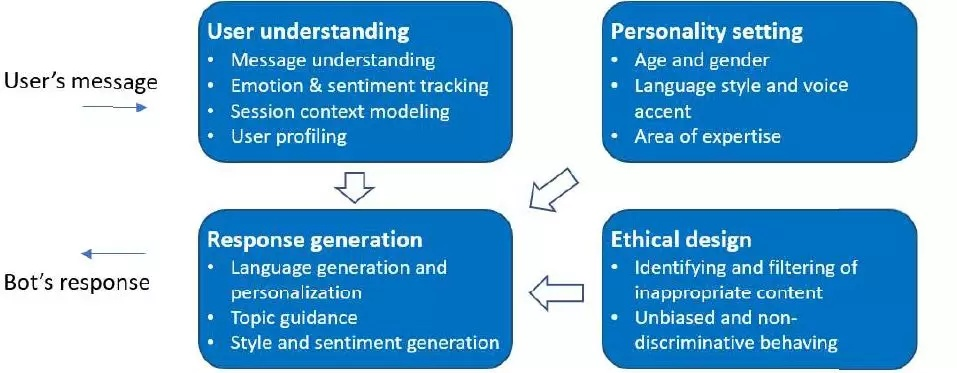 User's message
User understanding
• Message understanding
• Emotion & sentiment tracking
• Session context modeling
• User profiling
Personality setting
• Age and gender
• Language style and voice
accent
• Area of expertise
Bot's response
Response generation
• Language generation and
personalization
• Topic guidance
• Style and sentiment generation
Ethical design
• Identifying and filtering of
inappropriate content
• Unbiased and non-
discriminative behaving